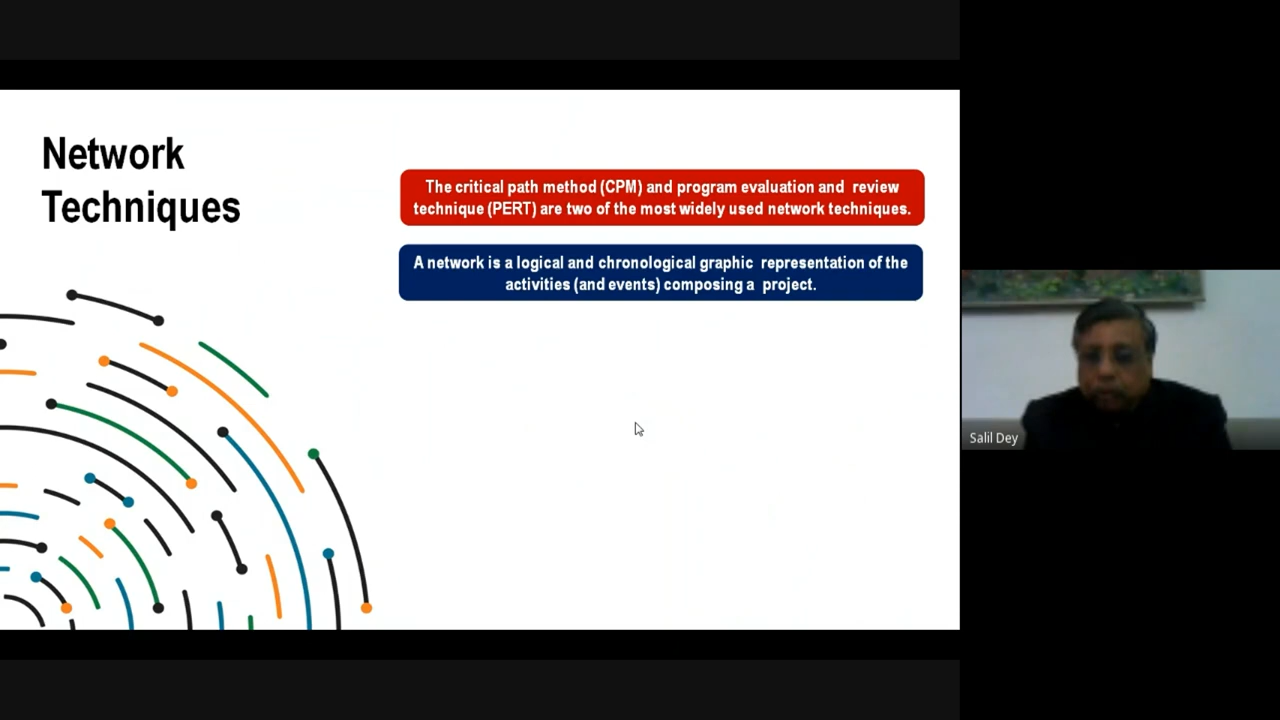 Network
Techniques
The critical path method (CPM) and program evaluation and review
technique (PERT) are two of the most widely used network techniques.
A network is a logical and chronological graphic representation of the
activities (and events) composing a project.
Salil Dey